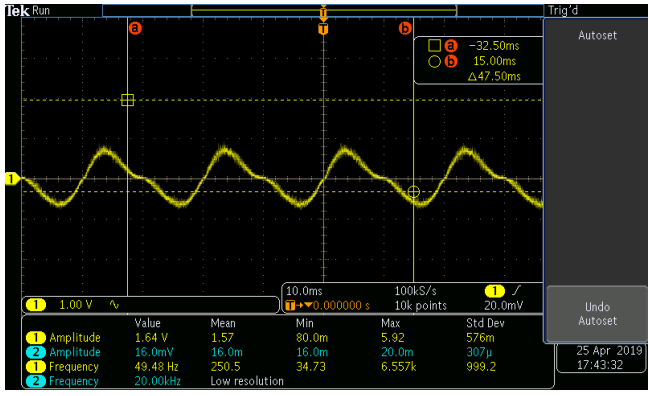 Tek Run Trig'd
a T b
Autoset
a -32.50ms
b 15.00ms
Δ47.50ms
1
10.0ms 100kS/s 1
T→▼0.000000 s 10k points 20.0mV
1 1.00 V
Undo
Autoset
Value Mean Min Max Std Dev
1 Amplitude 1.64 V 1.57 80.0m 5.92 576m
2 Amplitude 16.0mV 16.0m 16.0m 20.0m 307µ
1 Frequency 49.48 Hz 250.5 34.73 6.557k 999.2
2 Frequency 20.00kHz Low resolution
25 Apr 2019
17:43:32